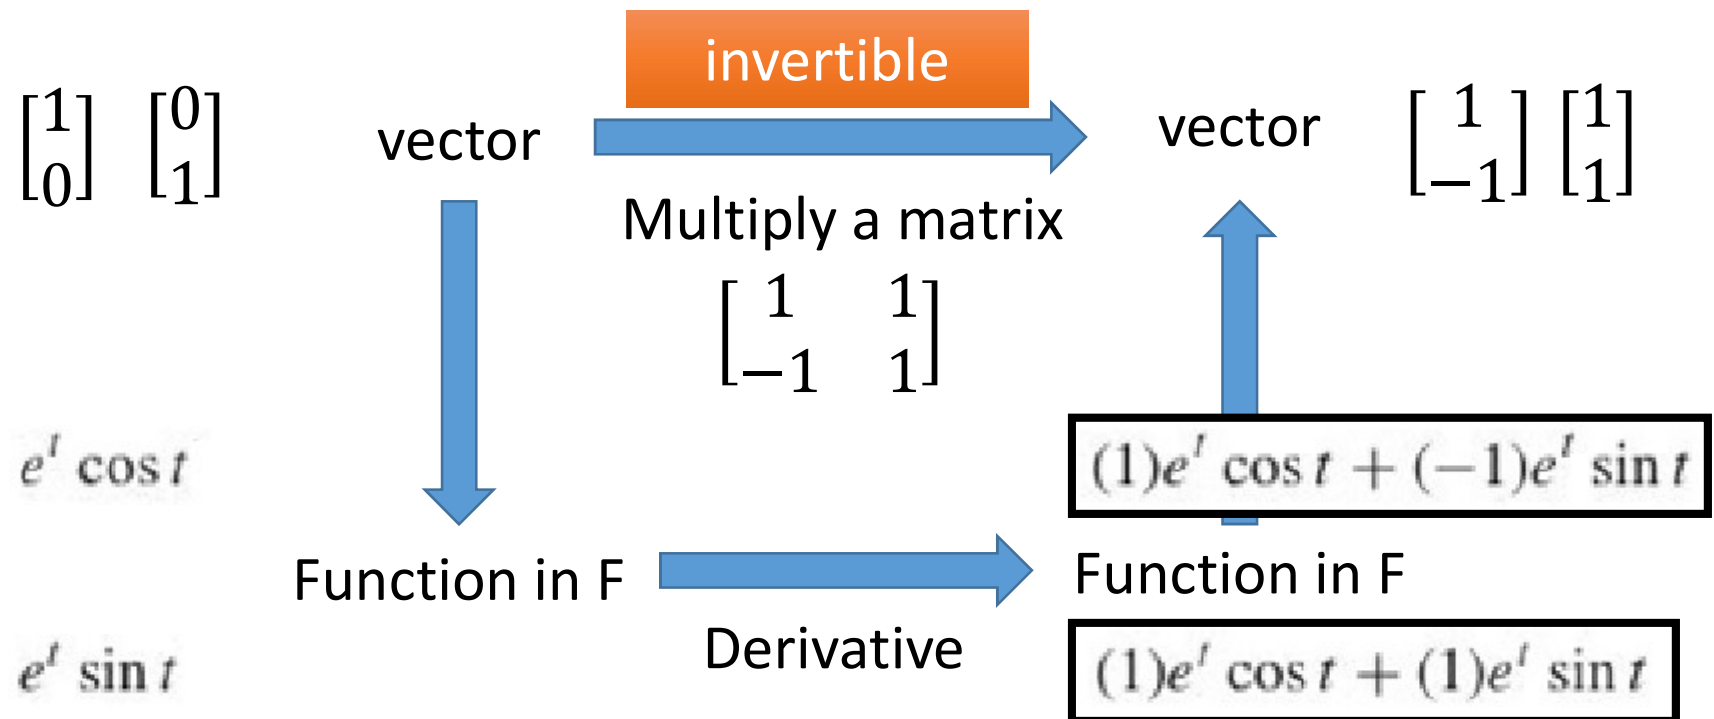 invertible
[1 0] [0 1] vector vector [1 −1] [1 1]
Multiply a matrix
[1 1
−1 1]
e^t cos t (1)e^t cos t + (−1)e^t sin t
Function in F Function in F
Derivative
e^t sin t (1)e^t cos t + (1)e^t sin t